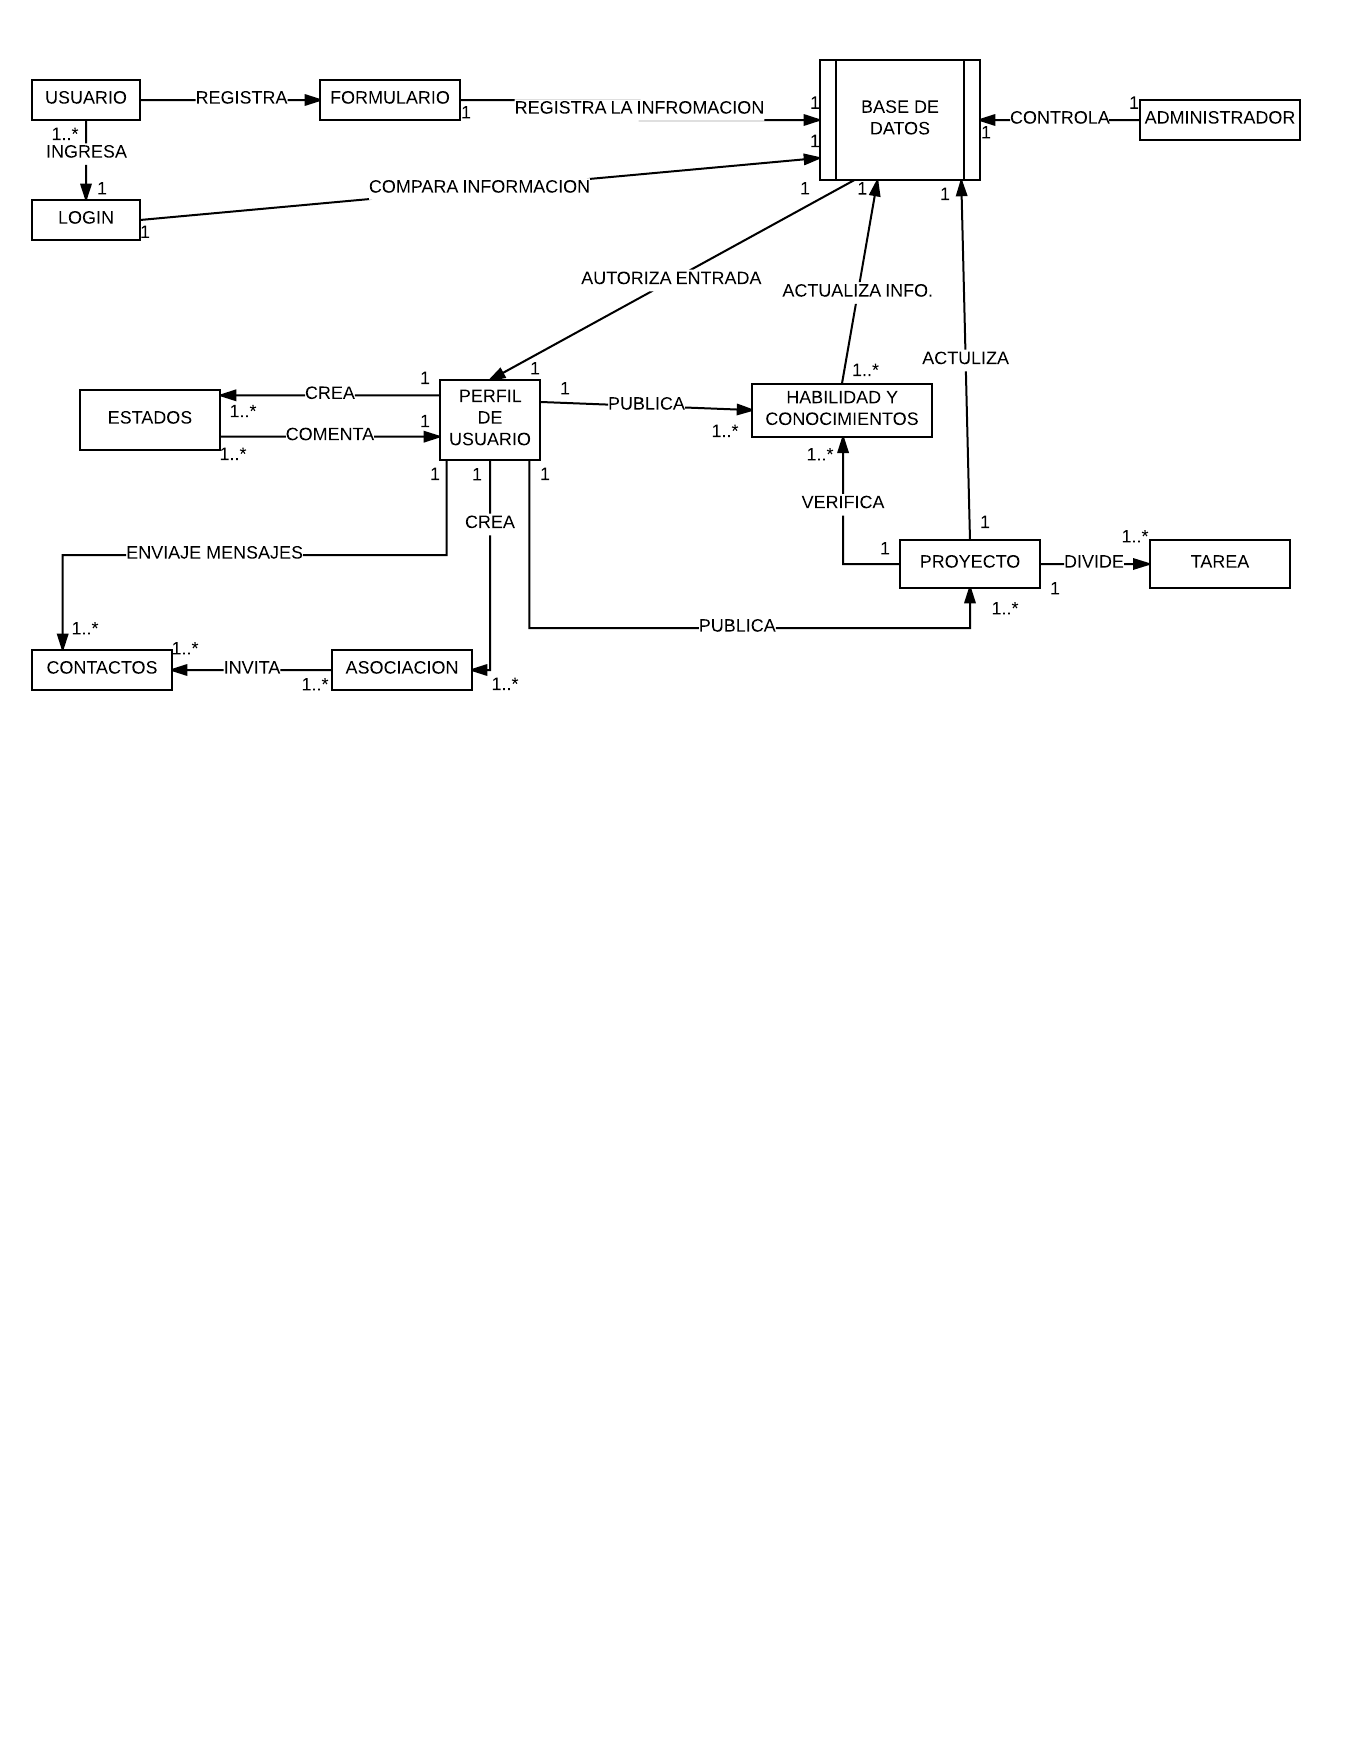 USUARIO
REGISTRA
FORMULARIO
1
REGISTRA LA INFROMACION
1
BASE DE
DATOS
1
CONTROLA
1
ADMINISTRADOR
1..*
INGRESA
1
LOGIN
1
COMPARA INFORMACION
1
1
AUTORIZA ENTRADA
1
1
ACTUALIZA INFO.
1..*
1
ACTULIZA
1
ESTADOS
1
CREA
1..*
1
COMENTA
1..*
PERFIL
DE
USUARIO
1
PUBLICA
1..*
HABILIDAD Y
CONOCIMIENTOS
1..*
VERIFICA
1
PROYECTO
DIVIDE
1
1..*
TAREA
1
ENVIAJE MENSAJES
1..*
1
CREA
1..*
1
PUBLICA
1..*
CONTACTOS
1..*
INVITA
1..*
ASOCIACION